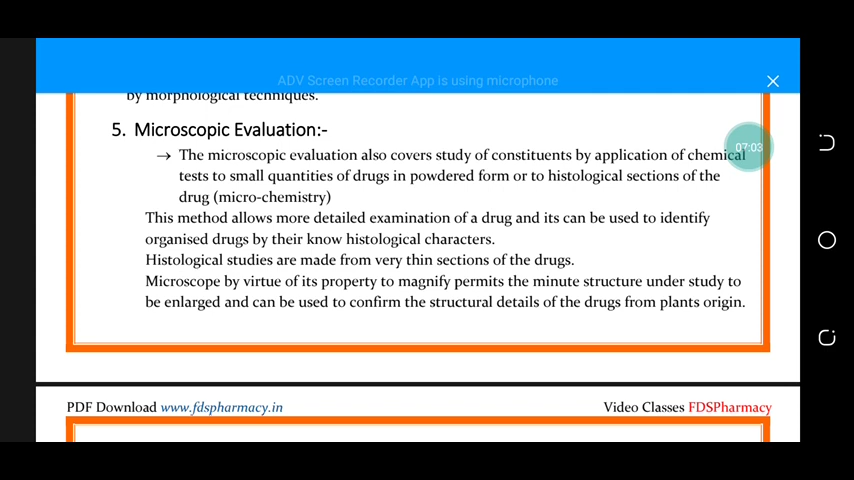 ADV Screen Recorder App is using microphone
by morphological techniques.
5. Microscopic Evaluation:-
→ The microscopic evaluation also covers study of constituents by application of chemical
07:03
tests to small quantities of drugs in powdered form or to histological sections of the
drug (micro-chemistry)
This method allows more detailed examination of a drug and its can be used to identify
organised drugs by their know histological characters.
Histological studies are made from very thin sections of the drugs.
Microscope by virtue of its property to magnify permits the minute structure under study to
be enlarged and can be used to confirm the structural details of the drugs from plants origin.
PDF Download www.fdspharmacy.in
Video Classes FDSPharmacy